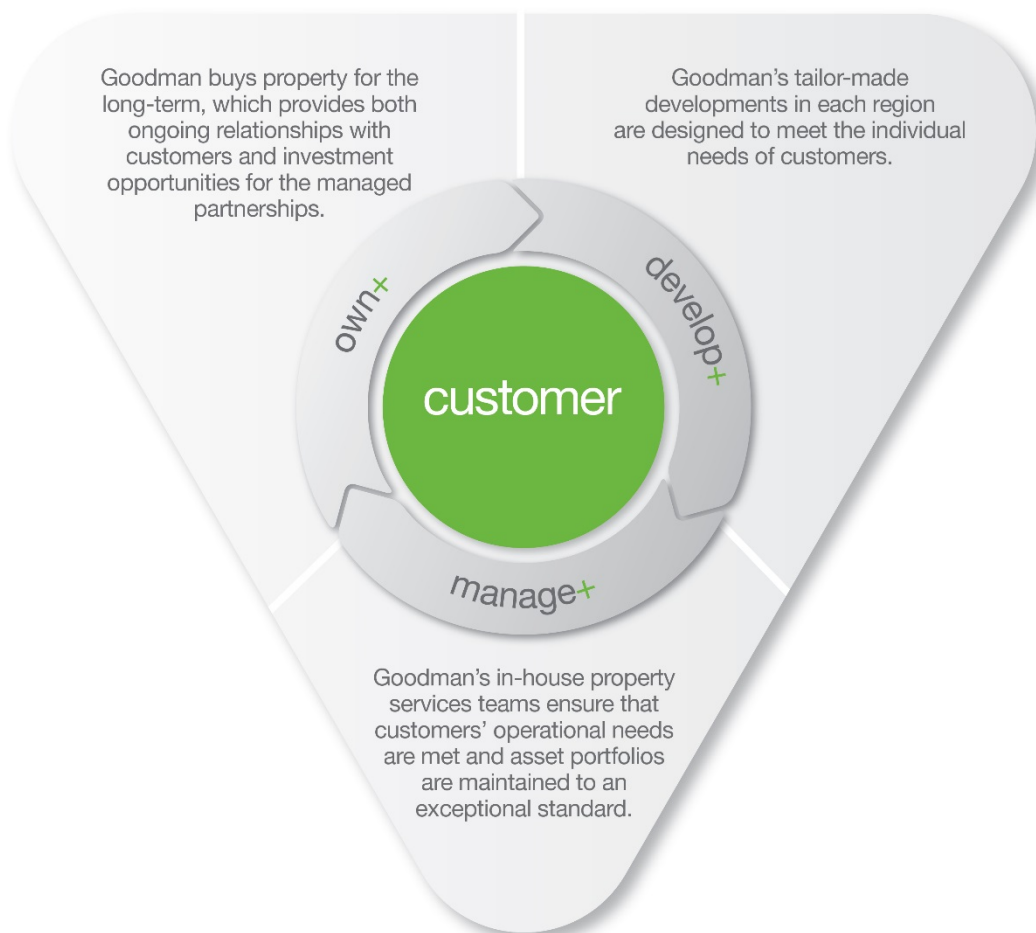 Goodman buys property for the
long-term, which provides both
ongoing relationships with
customers and investment
opportunities for the managed
partnerships.
Goodman’s tailor-made
developments in each region
are designed to meet the individual
needs of customers.
own+
develop+
customer
manage+
Goodman’s in-house property
services teams ensure that
customers’ operational needs
are met and asset portfolios
are maintained to an
exceptional standard.